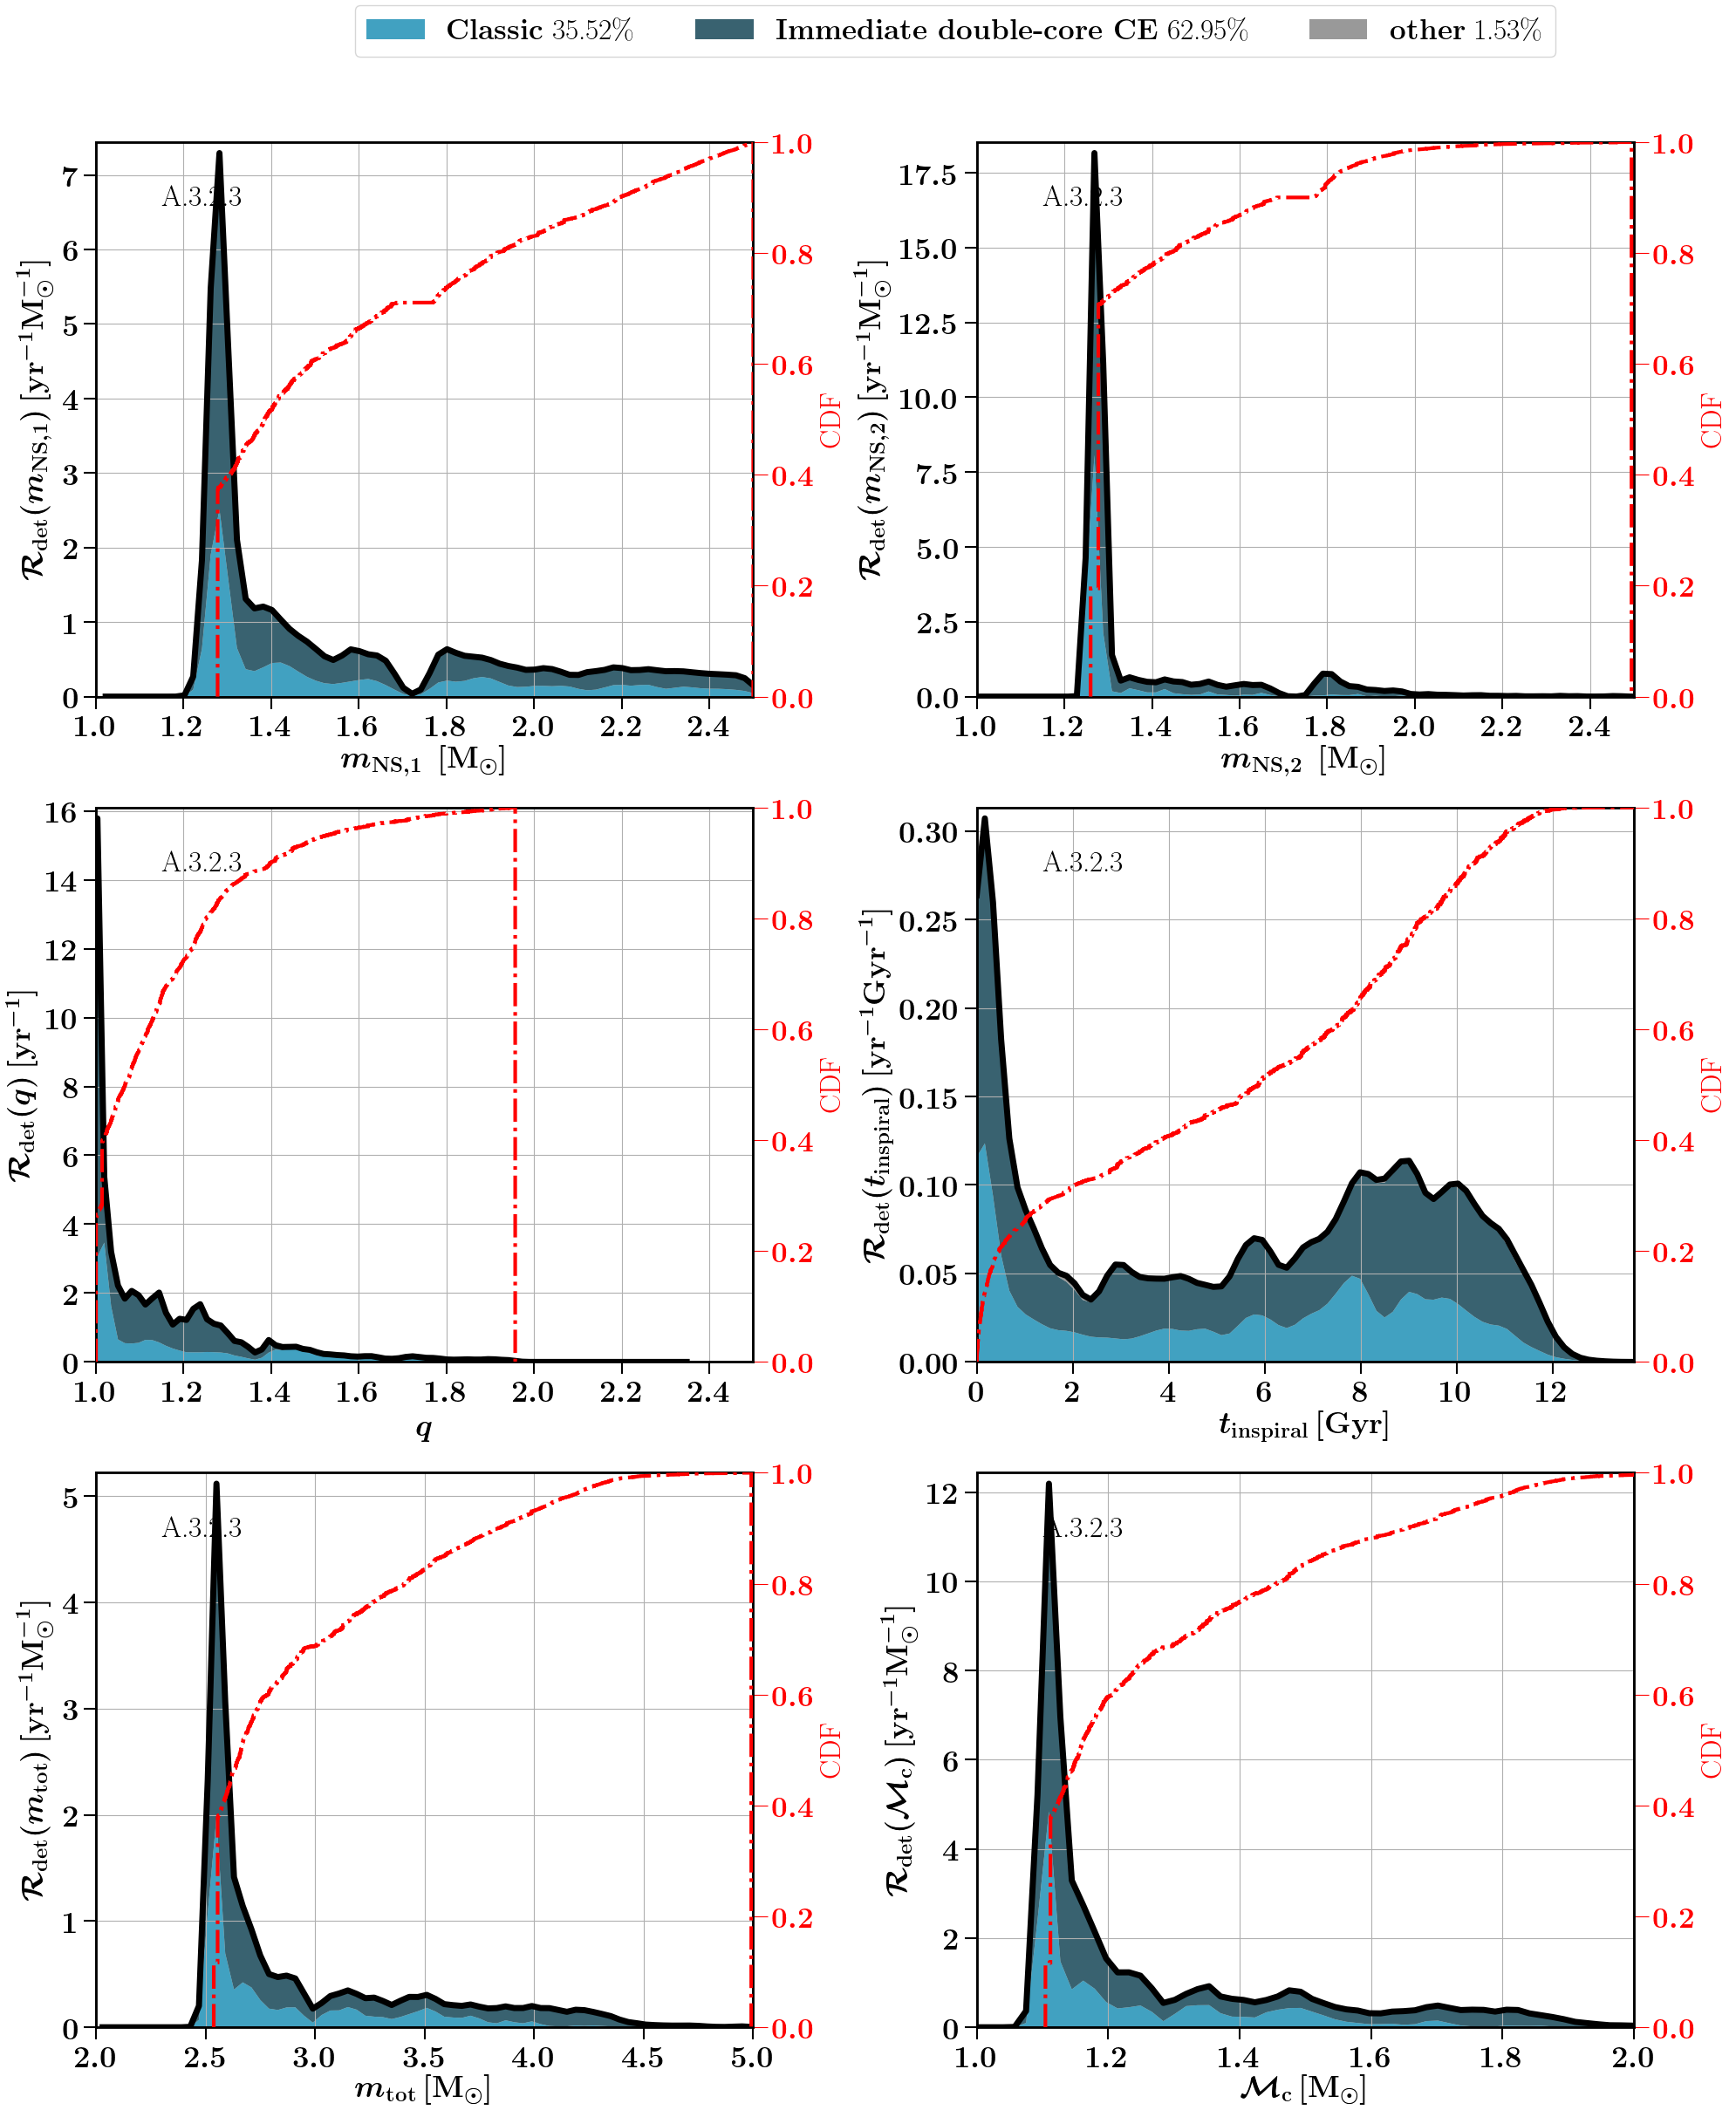 Classic 35.52% Immediate double-core CE 62.95% other 1.53%
A.3.2.3
7
6
5
4
3
2
1
0
1.0 1.2 1.4 1.6 1.8 2.0 2.2 2.4
1.0
0.8
0.6
0.4
0.2
0.0
CDF
ℛ_det(m_NS,1) [yr⁻¹M_⊙⁻¹]
m_NS,1 [M_⊙]
A.3.2.3
17.5
15.0
12.5
10.0
7.5
5.0
2.5
0.0
1.0 1.2 1.4 1.6 1.8 2.0 2.2 2.4
1.0
0.8
0.6
0.4
0.2
0.0
CDF
ℛ_det(m_NS,2) [yr⁻¹M_⊙⁻¹]
m_NS,2 [M_⊙]
A.3.2.3
16
14
12
10
8
6
4
2
0
1.0 1.2 1.4 1.6 1.8 2.0 2.2 2.4
1.0
0.8
0.6
0.4
0.2
0.0
CDF
ℛ_det(q) [yr⁻¹]
q
A.3.2.3
0.30
0.25
0.20
0.15
0.10
0.05
0.00
0 2 4 6 8 10 12
1.0
0.8
0.6
0.4
0.2
0.0
CDF
ℛ_det(t_inspiral) [yr⁻¹Gyr⁻¹]
t_inspiral [Gyr]
A.3.2.3
5
4
3
2
1
0
2.0 2.5 3.0 3.5 4.0 4.5 5.0
1.0
0.8
0.6
0.4
0.2
0.0
CDF
ℛ_det(m_tot) [yr⁻¹M_⊙⁻¹]
m_tot [M_⊙]
A.3.2.3
12
10
8
6
4
2
0
1.0 1.2 1.4 1.6 1.8 2.0
1.0
0.8
0.6
0.4
0.2
0.0
CDF
ℛ_det(ℳ_c) [yr⁻¹M_⊙⁻¹]
ℳ_c [M_⊙]